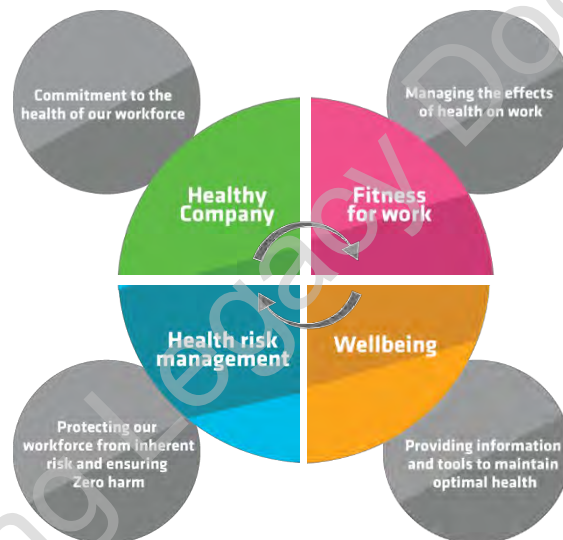 Commitment to the
health of our workforce
Managing the effects
of health on work
Healthy
Company
Fitness
for work
Health risk
management
Wellbeing
Protecting our
workforce from inherent
risk and ensuring
Zero harm
Providing information
and tools to maintain
optimal health
Legacy